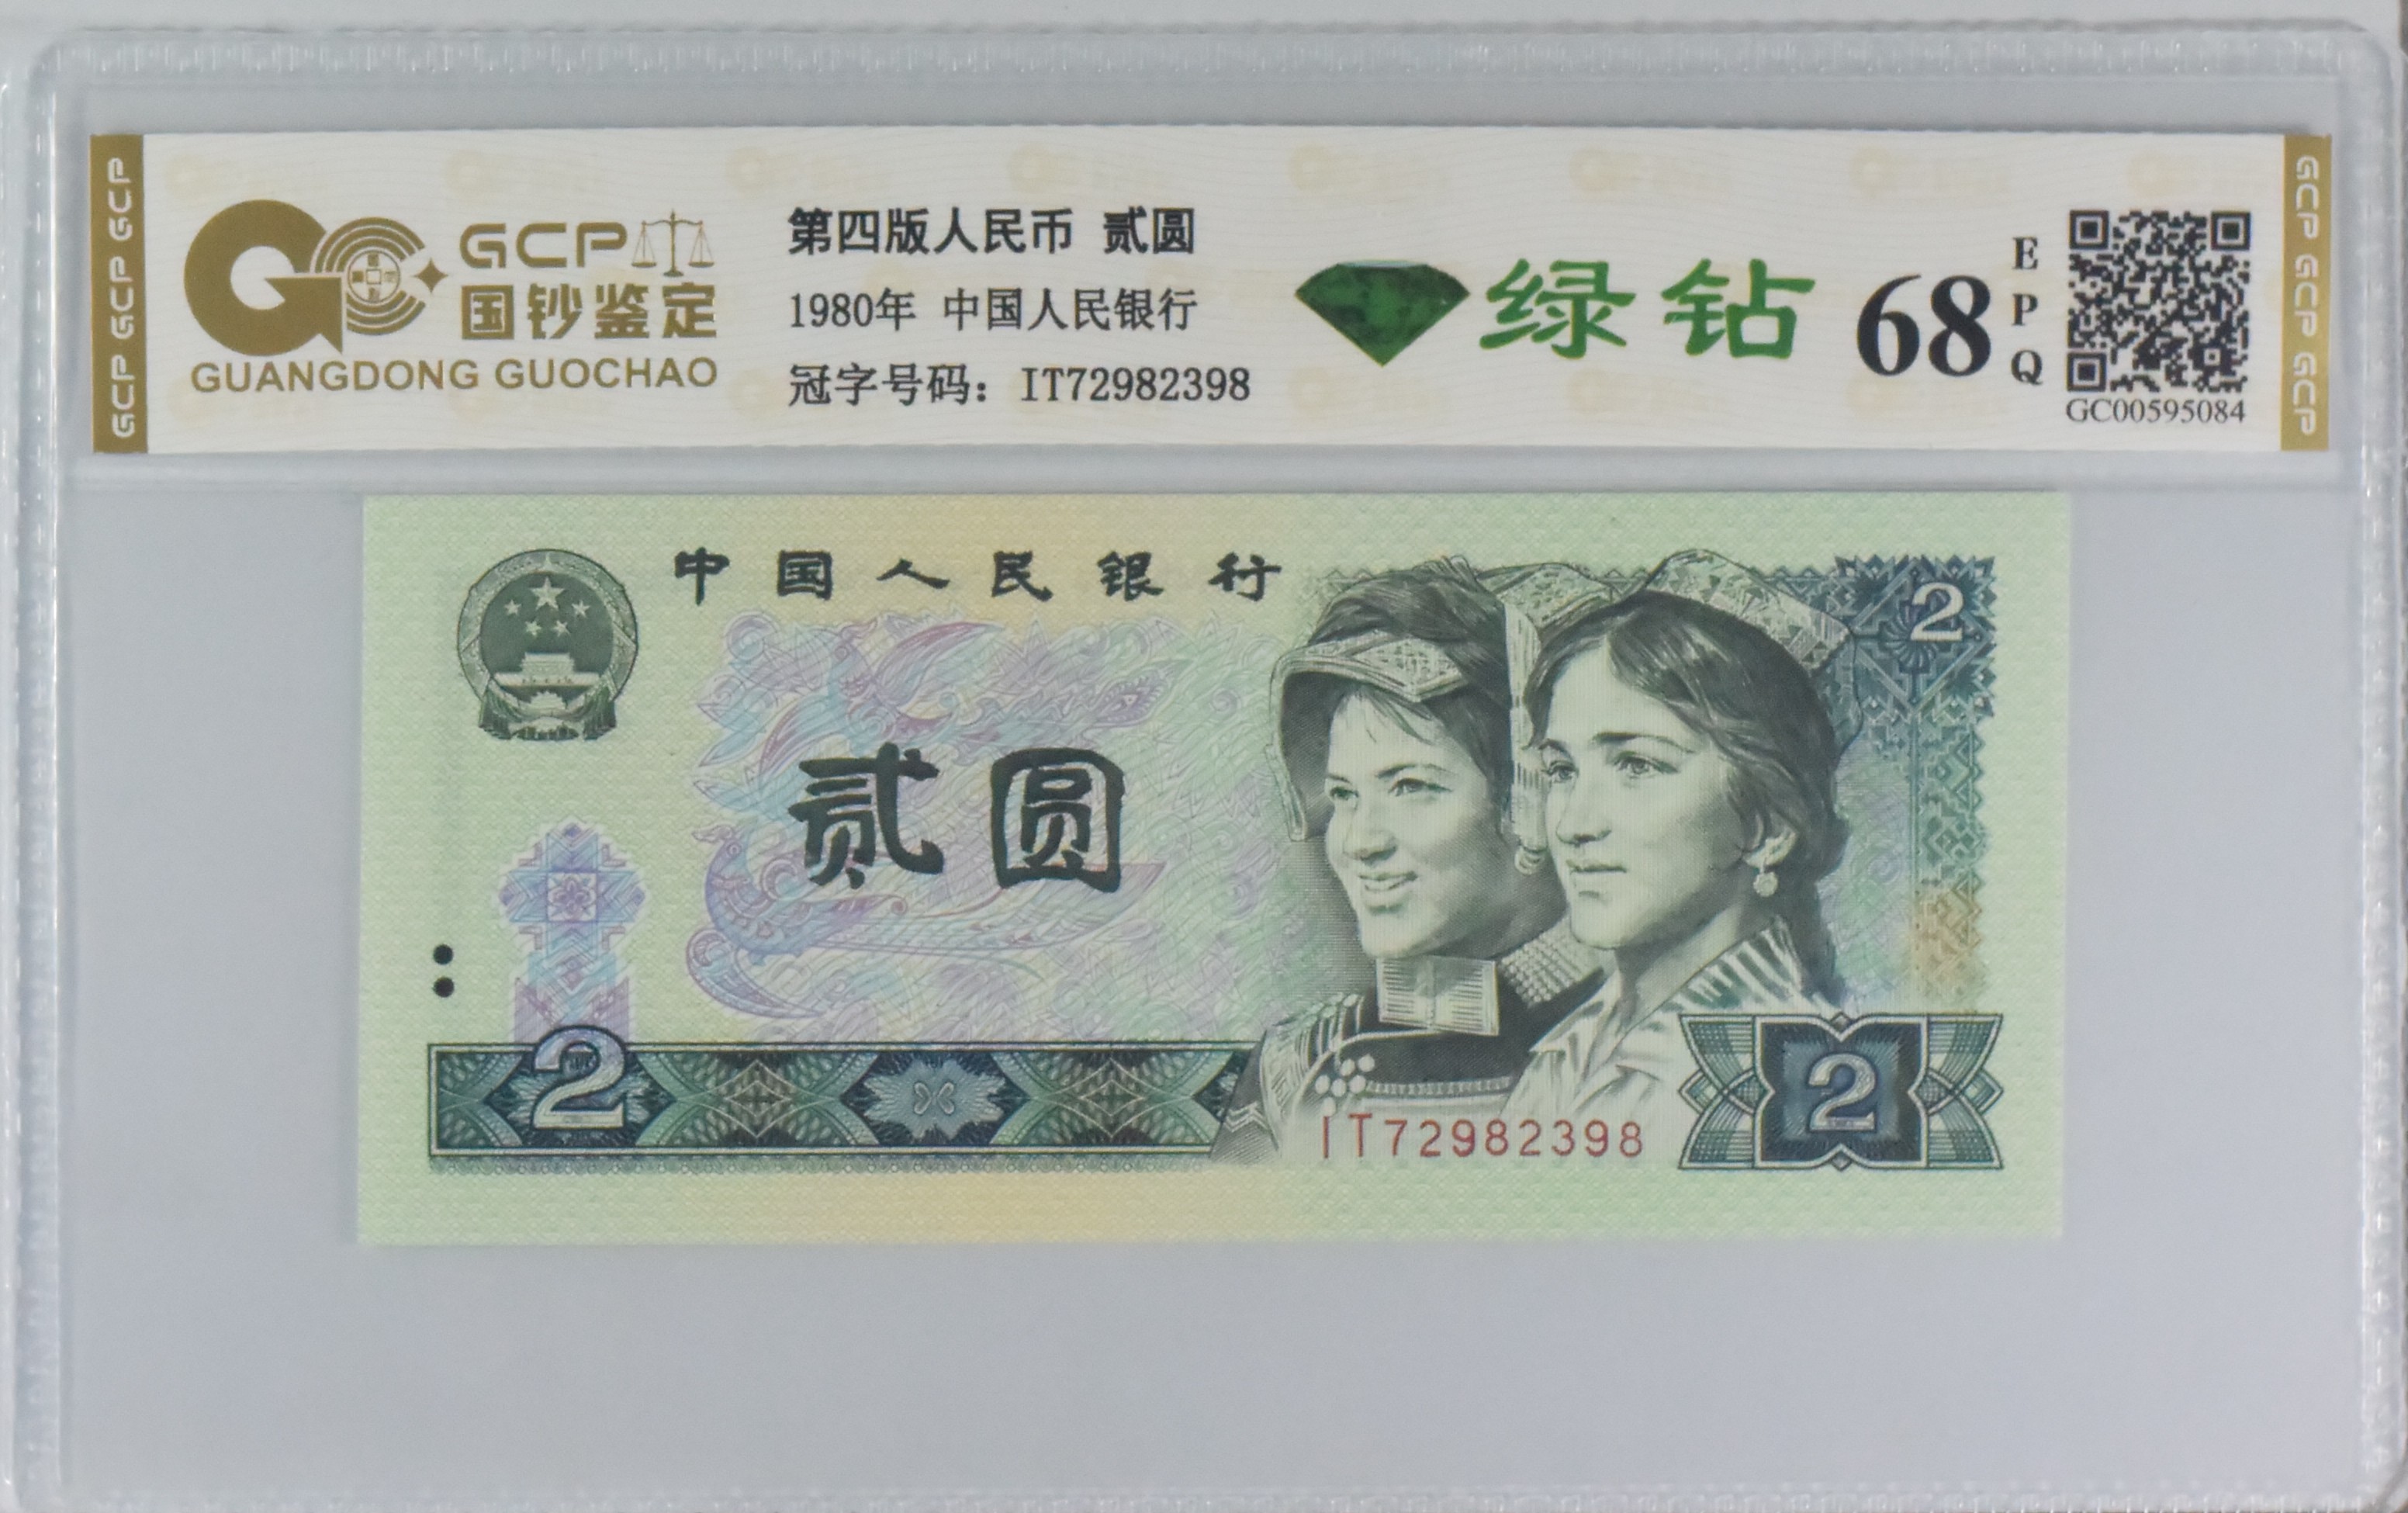 GCP
国钞鉴定
GUANGDONG GUOCHAO
第四版人民币 贰圆
1980年 中国人民银行
冠字号码：IT72982398
绿钻
68
EPQ
GC00595084
GCP GCP GCP
GCP GCP GCP
中国人民银行
2
贰圆
2
IT72982398
2